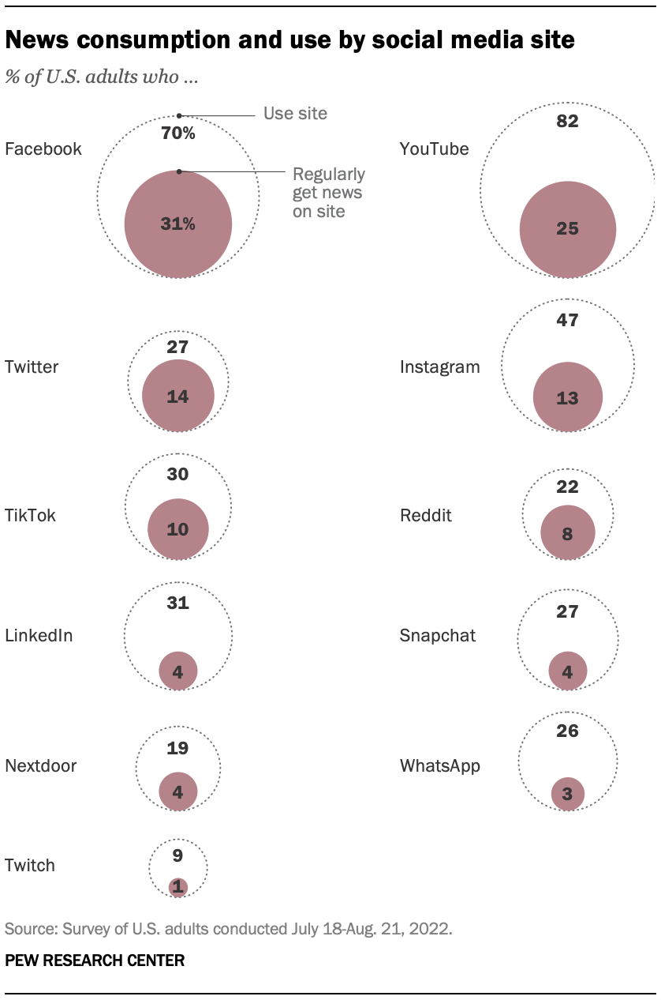 News consumption and use by social media site
% of U.S. adults who ...
Facebook
70%
Use site
31%
Regularly
get news
on site
YouTube
82
25
Twitter
27
14
Instagram
47
13
TikTok
30
10
Reddit
22
8
LinkedIn
31
4
Snapchat
27
4
Nextdoor
19
4
WhatsApp
26
3
Twitch
9
1
Source: Survey of U.S. adults conducted July 18-Aug. 21, 2022.
PEW RESEARCH CENTER